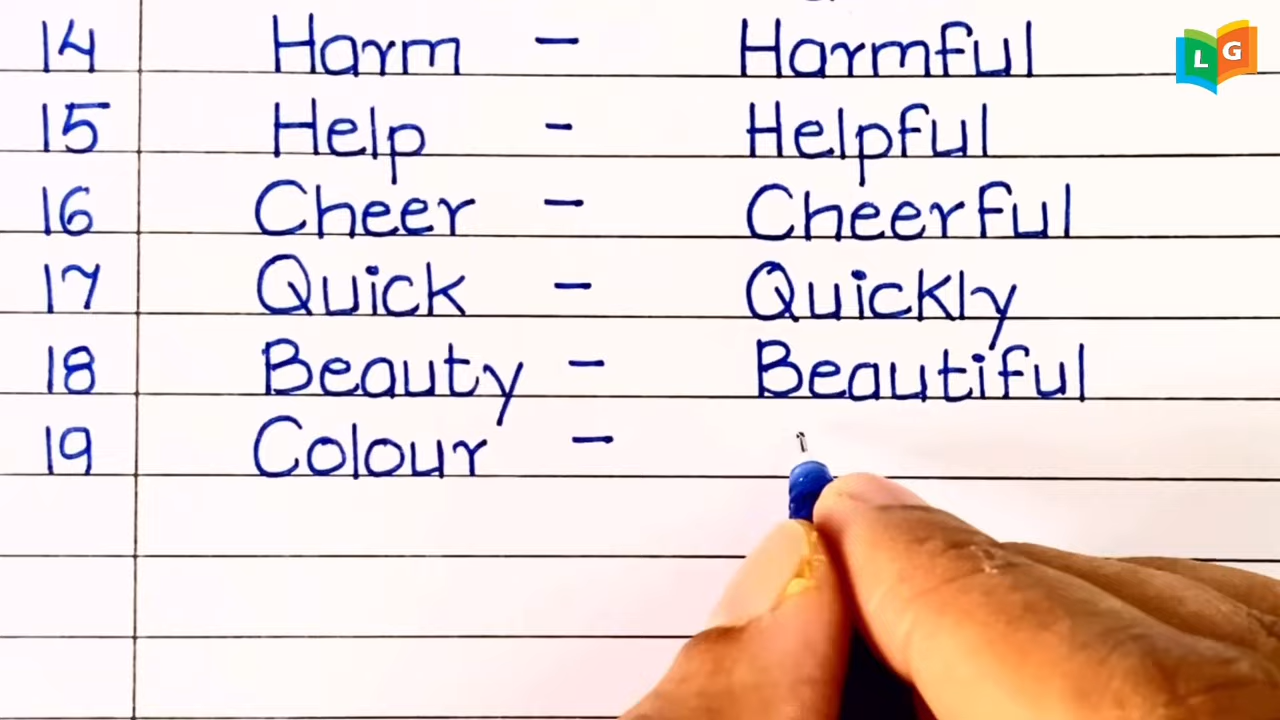 14 Harm - Harmful
LG
15 Help - Helpful
16 Cheer - Cheerful
17 Quick - Quickly
18 Beauty - Beautiful
19 Colour -